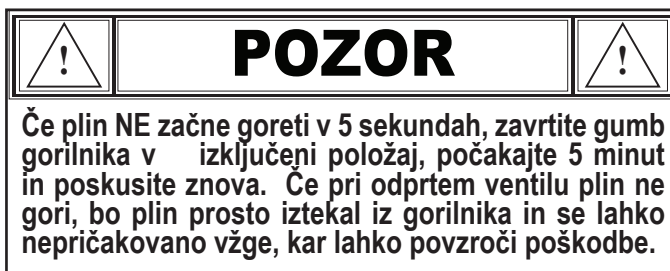 POZOR
Če plin NE začne goreti v 5 sekundah, zavrtite gumb
gorilnika v izključeni položaj, počakajte 5 minut
in poskusite znova. Če pri odprtem ventilu plin ne
gori, bo plin prosto iztekal iz gorilnika in se lahko
nepričakovano vžge, kar lahko povzroči poškodbe.